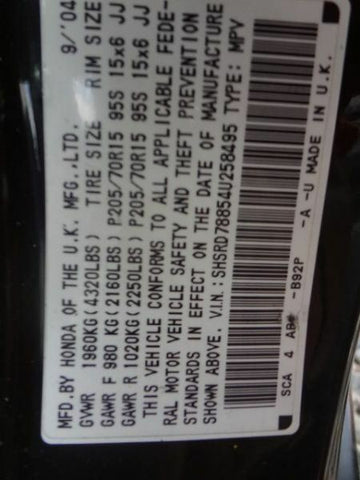 MFD.BY HONDA OF THE U.K. MFG.,LTD. 9/'04
GVWR 1960KG(4320LBS) TIRE SIZE RIM SIZE
GAWR F 980 KG(2160LBS) P205/70R15 95S 15x6 JJ
GAWR R 1020KG(2250LBS) P205/70R15 95S 15x6 JJ
THIS VEHICLE CONFORMS TO ALL APPLICABLE FEDE-
RAL MOTOR VEHICLE SAFETY AND THEFT PREVENTION
STANDARDS IN EFFECT ON THE DATE OF MANUFACTURE
SHOWN ABOVE. V.I.N.:SHSRD78854U258495 TYPE: MPV
-B92P -A -U MADE IN U.K.
SCA 4